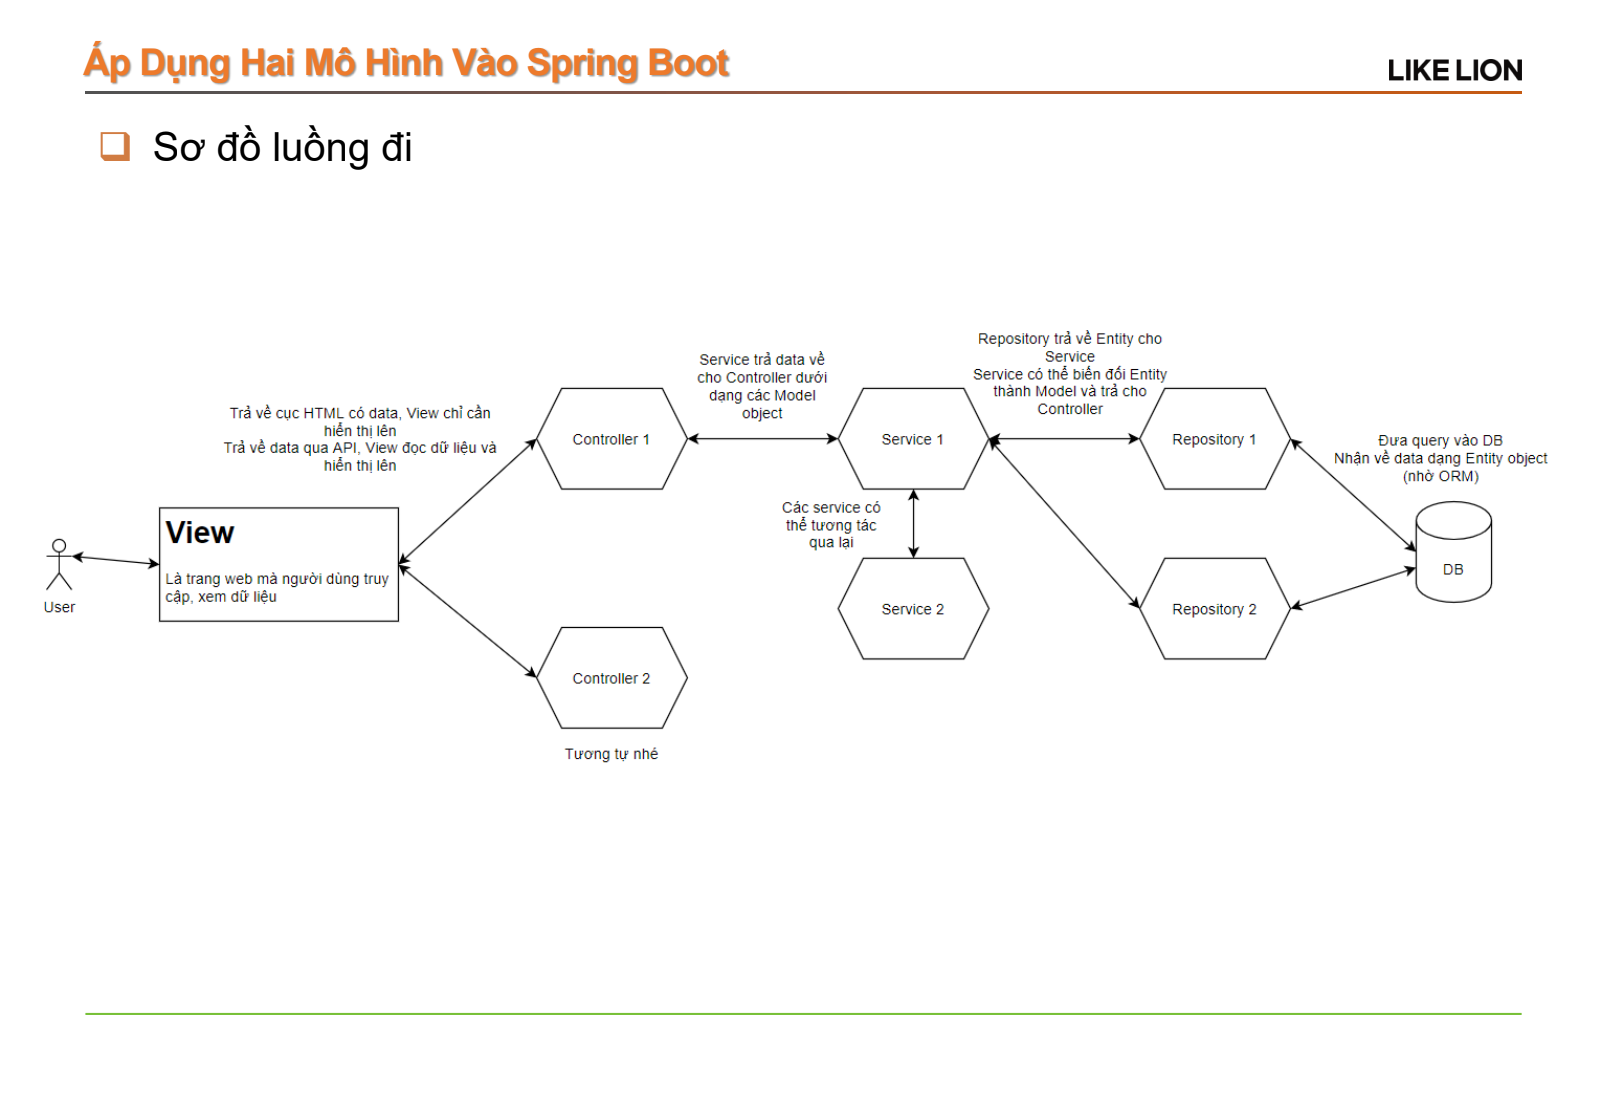 Áp Dụng Hai Mô Hình Vào Spring Boot
LIKE LION
Sơ đồ luồng đi
Repository trả về Entity cho
Service
Service có thể biến đổi Entity
thành Model và trả cho
Controller
Service trả data về
cho Controller dưới
dạng các Model
object
Trả về cục HTML có data, View chỉ cần
hiển thị lên
Trả về data qua API, View đọc dữ liệu và
hiển thị lên
Controller 1
Service 1
Repository 1
Đưa query vào DB
Nhận về data dạng Entity object
(nhờ ORM)
Các service có
thể tương tác
qua lại
View
Là trang web mà người dùng truy
cập, xem dữ liệu
User
DB
Service 2
Repository 2
Controller 2
Tương tự nhé